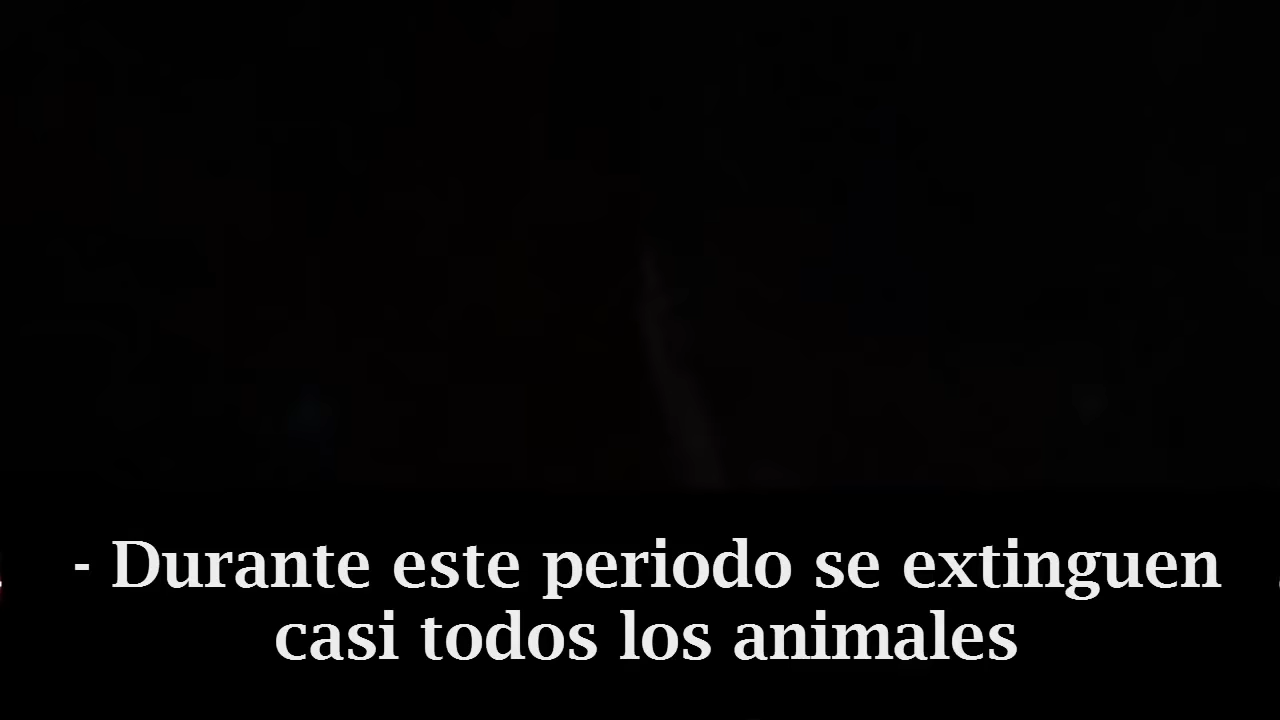 - Durante este periodo se extinguen
casi todos los animales